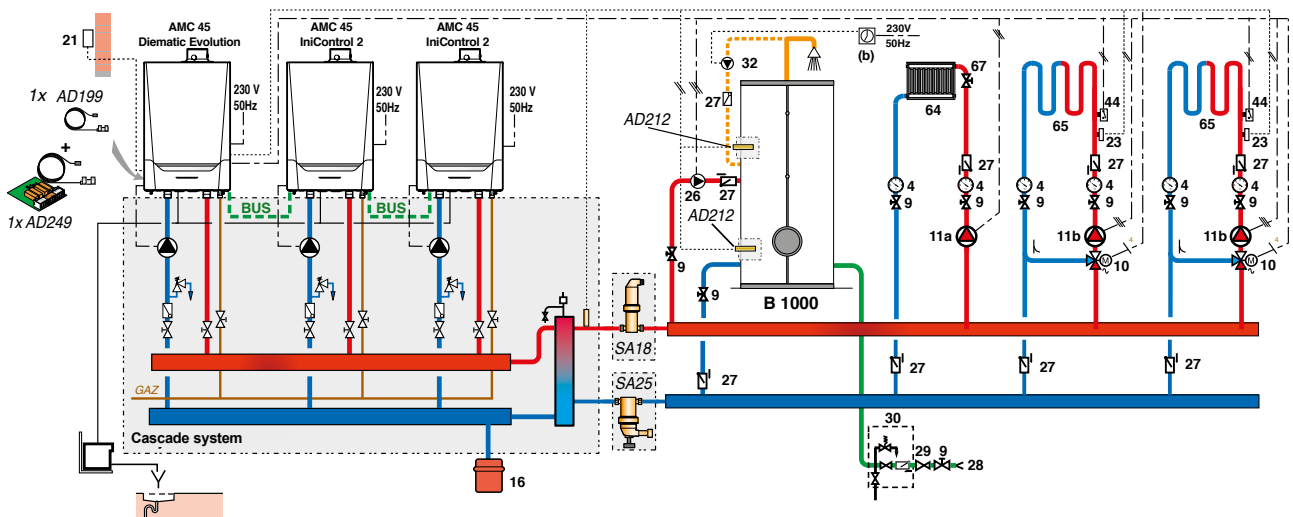 AMC 45
Diematic Evolution
AMC 45
IniControl 2
AMC 45
IniControl 2
21
1x AD199
+
1x AD249
230 V
50Hz
230 V
50Hz
230 V
50Hz
BUS
BUS
GAZ
Cascade system
16
SA18
SA25
32
27
AD212
26
27
AD212
9
9
B 1000
(b)
230V
50Hz
67
64
27
4
4
9
9
11a
65
44
23
27
4
4
9
9
11b
M
4
10
65
44
23
27
4
4
9
9
11b
M
4
10
27
27
27
27
30
29
9
28